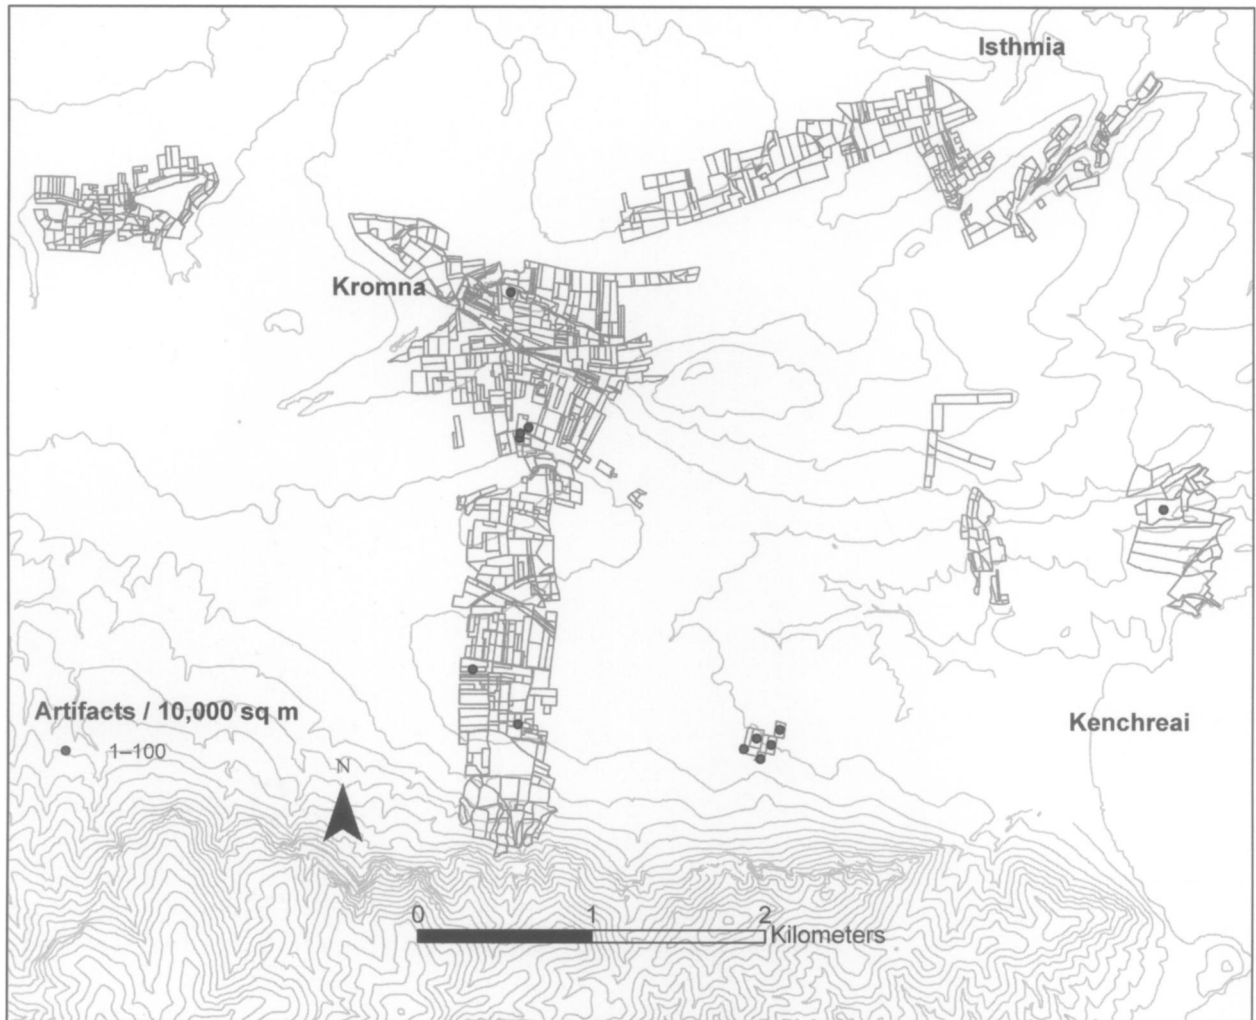 Isthmia
Kromna
Artifacts / 10,000 sq m
1–100
Kenchreai
N
0 1 2
Kilometers